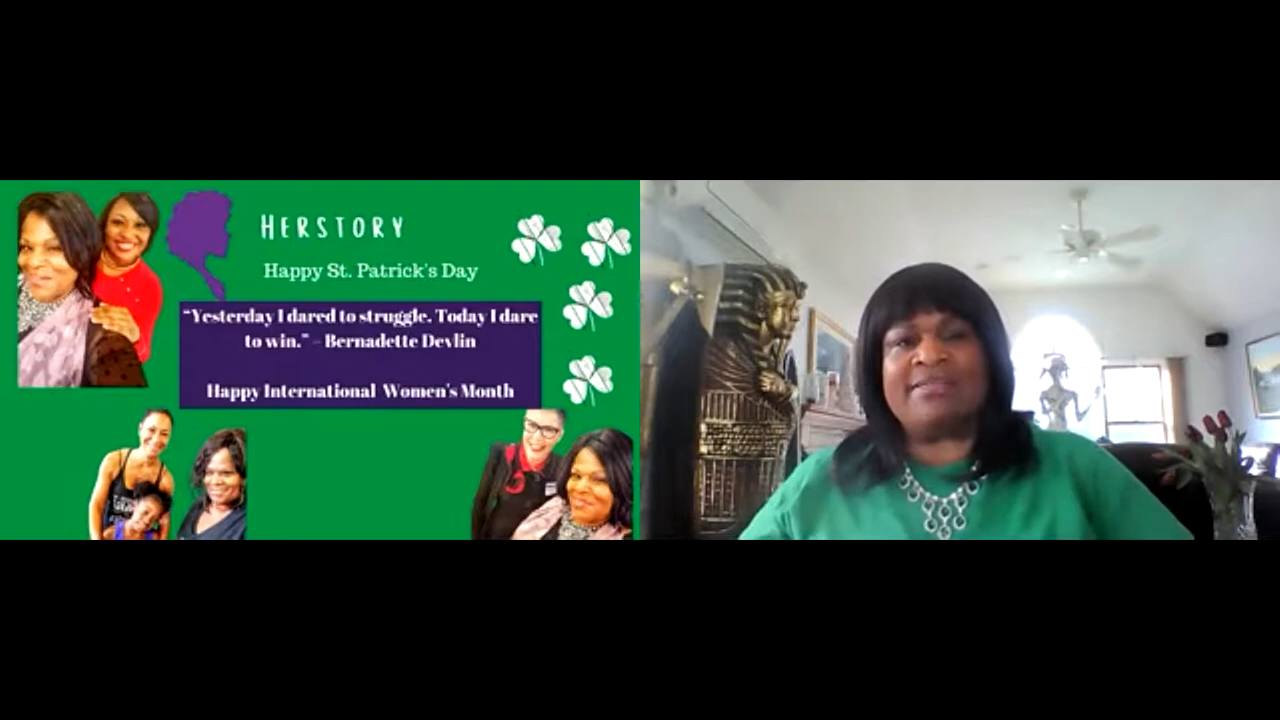 HERSTORY
Happy St. Patrick's Day
“Yesterday I dared to struggle. Today I dare
to win.” – Bernadette Devlin
Happy International Women's Month